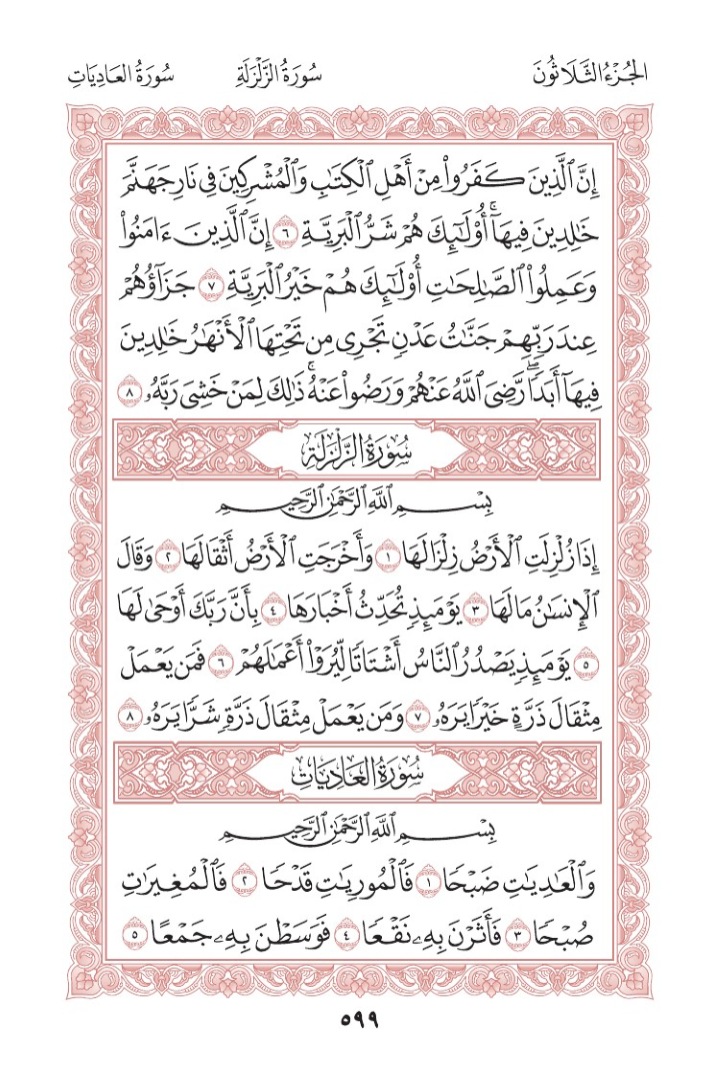 الجُزْءُ الثَّلَاثُونَ سُورَةُ الزَّلْزَلَةِ سُورَةُ العَادِيَاتِ
إِنَّ ٱلَّذِينَ كَفَرُوا۟ مِنْ أَهْلِ ٱلْكِتَٰبِ وَٱلْمُشْرِكِينَ فِى نَارِ جَهَنَّمَ
خَٰلِدِينَ فِيهَآ ۚ أُو۟لَٰٓئِكَ هُمْ شَرُّ ٱلْبَرِيَّةِ ٦ إِنَّ ٱلَّذِينَ ءَامَنُوا۟
وَعَمِلُوا۟ ٱلصَّٰلِحَٰتِ أُو۟لَٰٓئِكَ هُمْ خَيْرُ ٱلْبَرِيَّةِ ٧ جَزَآؤُهُمْ
عِندَ رَبِّهِمْ جَنَّٰتُ عَدْنٍ تَجْرِى مِن تَحْتِهَا ٱلْأَنْهَٰرُ خَٰلِدِينَ
فِيهَآ أَبَدًا ۖ رَّضِىَ ٱللَّهُ عَنْهُمْ وَرَضُوا۟ عَنْهُ ۚ ذَٰلِكَ لِمَنْ خَشِىَ رَبَّهُۥ ٨
سُورَةُ الزَّلْزَلَةِ
بِسْمِ ٱللَّهِ ٱلرَّحْمَٰنِ ٱلرَّحِيمِ
إِذَا زُلْزِلَتِ ٱلْأَرْضُ زِلْزَالَهَا ١ وَأَخْرَجَتِ ٱلْأَرْضُ أَثْقَالَهَا ٢ وَقَالَ
ٱلْإِنسَٰنُ مَا لَهَا ٣ يَوْمَئِذٍ تُحَدِّثُ أَخْبَارَهَا ٤ بِأَنَّ رَبَّكَ أَوْحَىٰ لَهَا
٥ يَوْمَئِذٍ يَصْدُرُ ٱلنَّاسُ أَشْتَاتًا لِّيُرَوْا۟ أَعْمَٰلَهُمْ ٦ فَمَن يَعْمَلْ
مِثْقَالَ ذَرَّةٍ خَيْرًا يَرَهُۥ ٧ وَمَن يَعْمَلْ مِثْقَالَ ذَرَّةٍ شَرًّا يَرَهُۥ ٨
سُورَةُ العَادِيَاتِ
بِسْمِ ٱللَّهِ ٱلرَّحْمَٰنِ ٱلرَّحِيمِ
وَٱلْعَٰدِيَٰتِ ضَبْحًا ١ فَٱلْمُورِيَٰتِ قَدْحًا ٢ فَٱلْمُغِيرَٰتِ
صُبْحًا ٣ فَأَثَرْنَ بِهِۦ نَقْعًا ٤ فَوَسَطْنَ بِهِۦ جَمْعًا ٥
٥٩٩